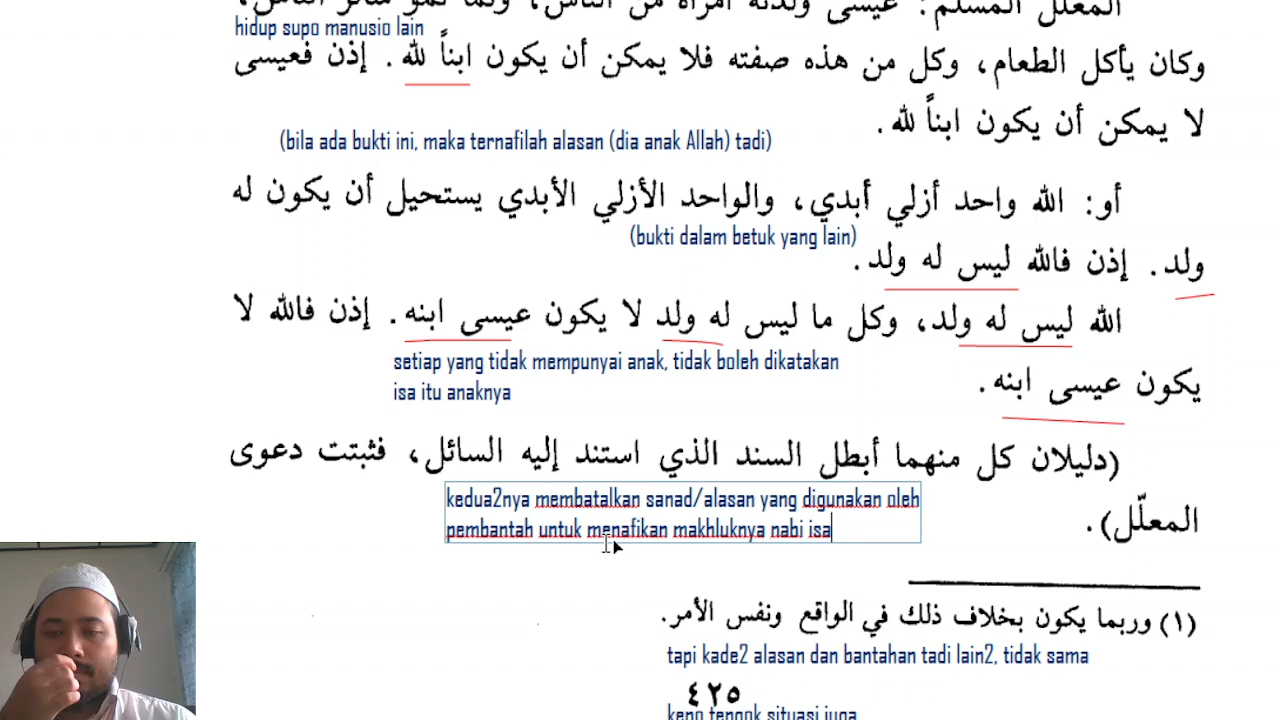 المعلل المسلم: عيسى ولدته امرأة من الناس، ونما نمو سائر الناس،
hidup supo manusio lain
وكان يأكل الطعام، وكل من هذه صفته فلا يمكن أن يكون ابناً لله. إذن فعيسى
لا يمكن أن يكون ابناً لله.
(bila ada bukti ini, maka ternafilah alasan (dia anak Allah) tadi)
أو: الله واحد أزلي أبدي، والواحد الأزلي الأبدي يستحيل أن يكون له
(bukti dalam betuk yang lain)
ولد. إذن فالله ليس له ولد.
الله ليس له ولد، وكل ما ليس له ولد لا يكون عيسى ابنه. إذن فالله لا
setiap yang tidak mempunyai anak, tidak boleh dikatakan
isa itu anaknya
يكون عيسى ابنه.
(دليلان كل منهما أبطل السند الذي استند إليه السائل، فثبتت دعوى
kedua2nya membatalkan sanad/alasan yang digunakan oleh
pembantah untuk menafikan makhluknya nabi isa
المعلّل).
(١) وربما يكون بخلاف ذلك في الواقع ونفس الأمر.
tapi kade2 alasan dan bantahan tadi lain2, tidak sama
٤٢٥
keno tengok situasi juga